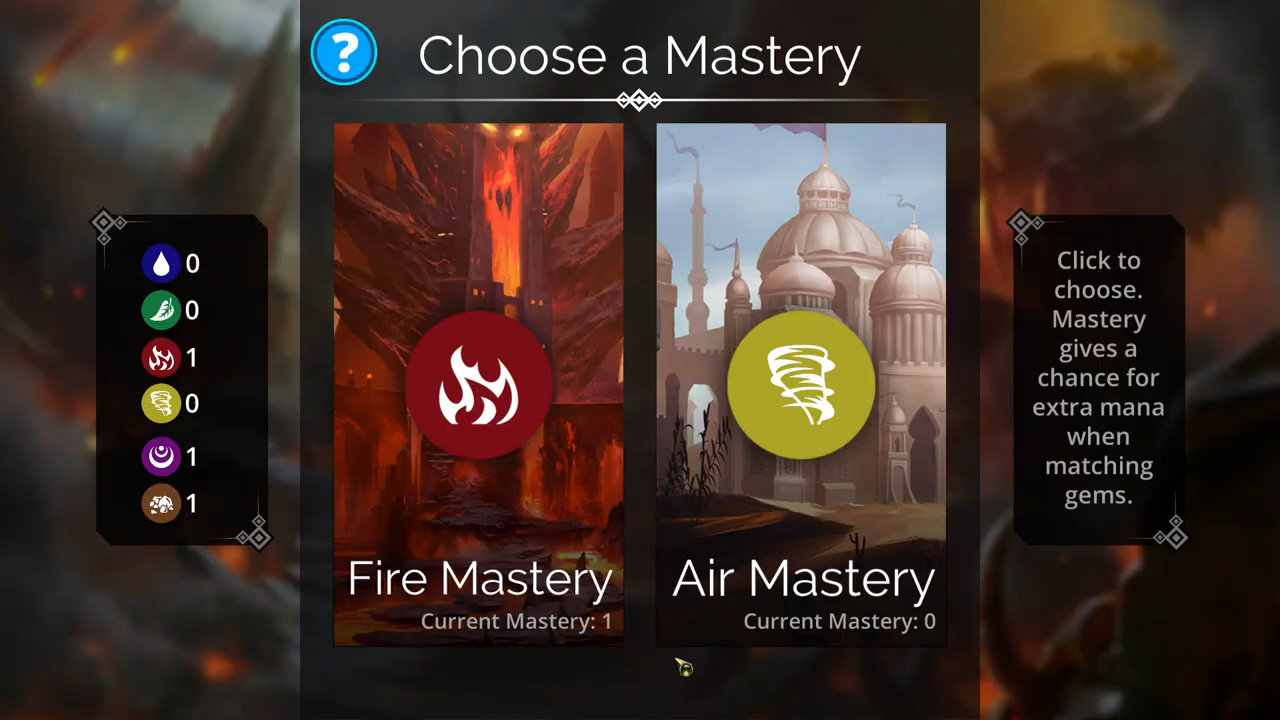 ?
Choose a Mastery
0
0
1
0
1
1
Fire Mastery
Current Mastery: 1
Air Mastery
Current Mastery: 0
Click to
choose.
Mastery
gives a
chance for
extra mana
when
matching
gems.